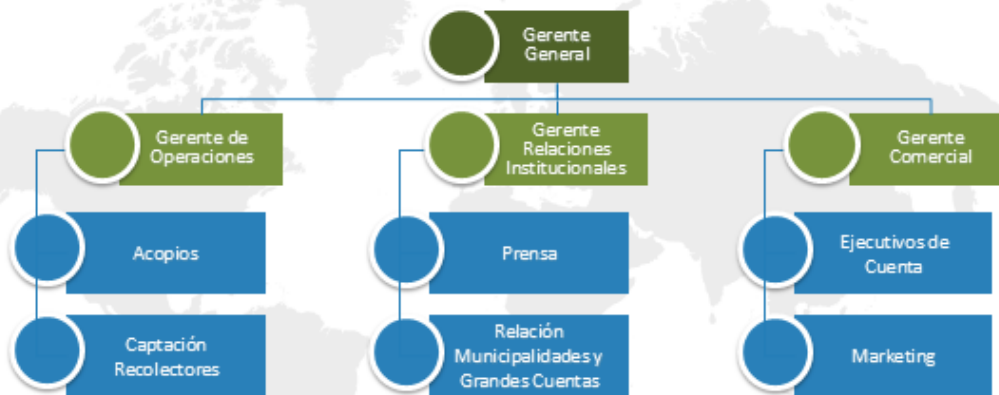 Gerente
General
Gerente de
Operaciones
Gerente
Relaciones
Institucionales
Gerente
Comercial
Acopios
Prensa
Ejecutivos de
Cuenta
Captación
Recolectores
Relación
Municipalidades y
Grandes Cuentas
Marketing